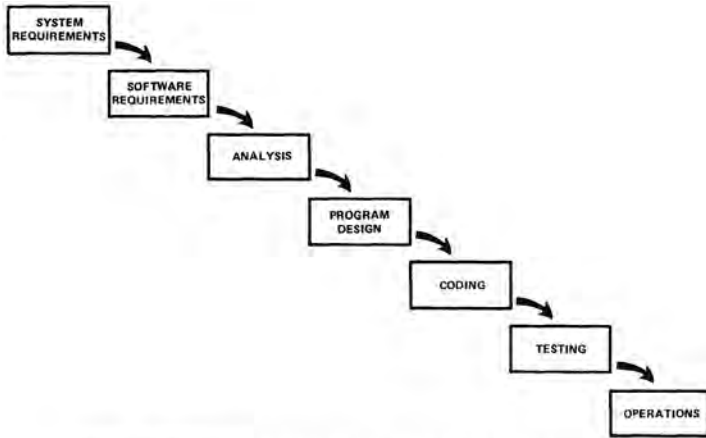 SYSTEM
REQUIREMENTS
SOFTWARE
REQUIREMENTS
ANALYSIS
PROGRAM
DESIGN
CODING
TESTING
OPERATIONS